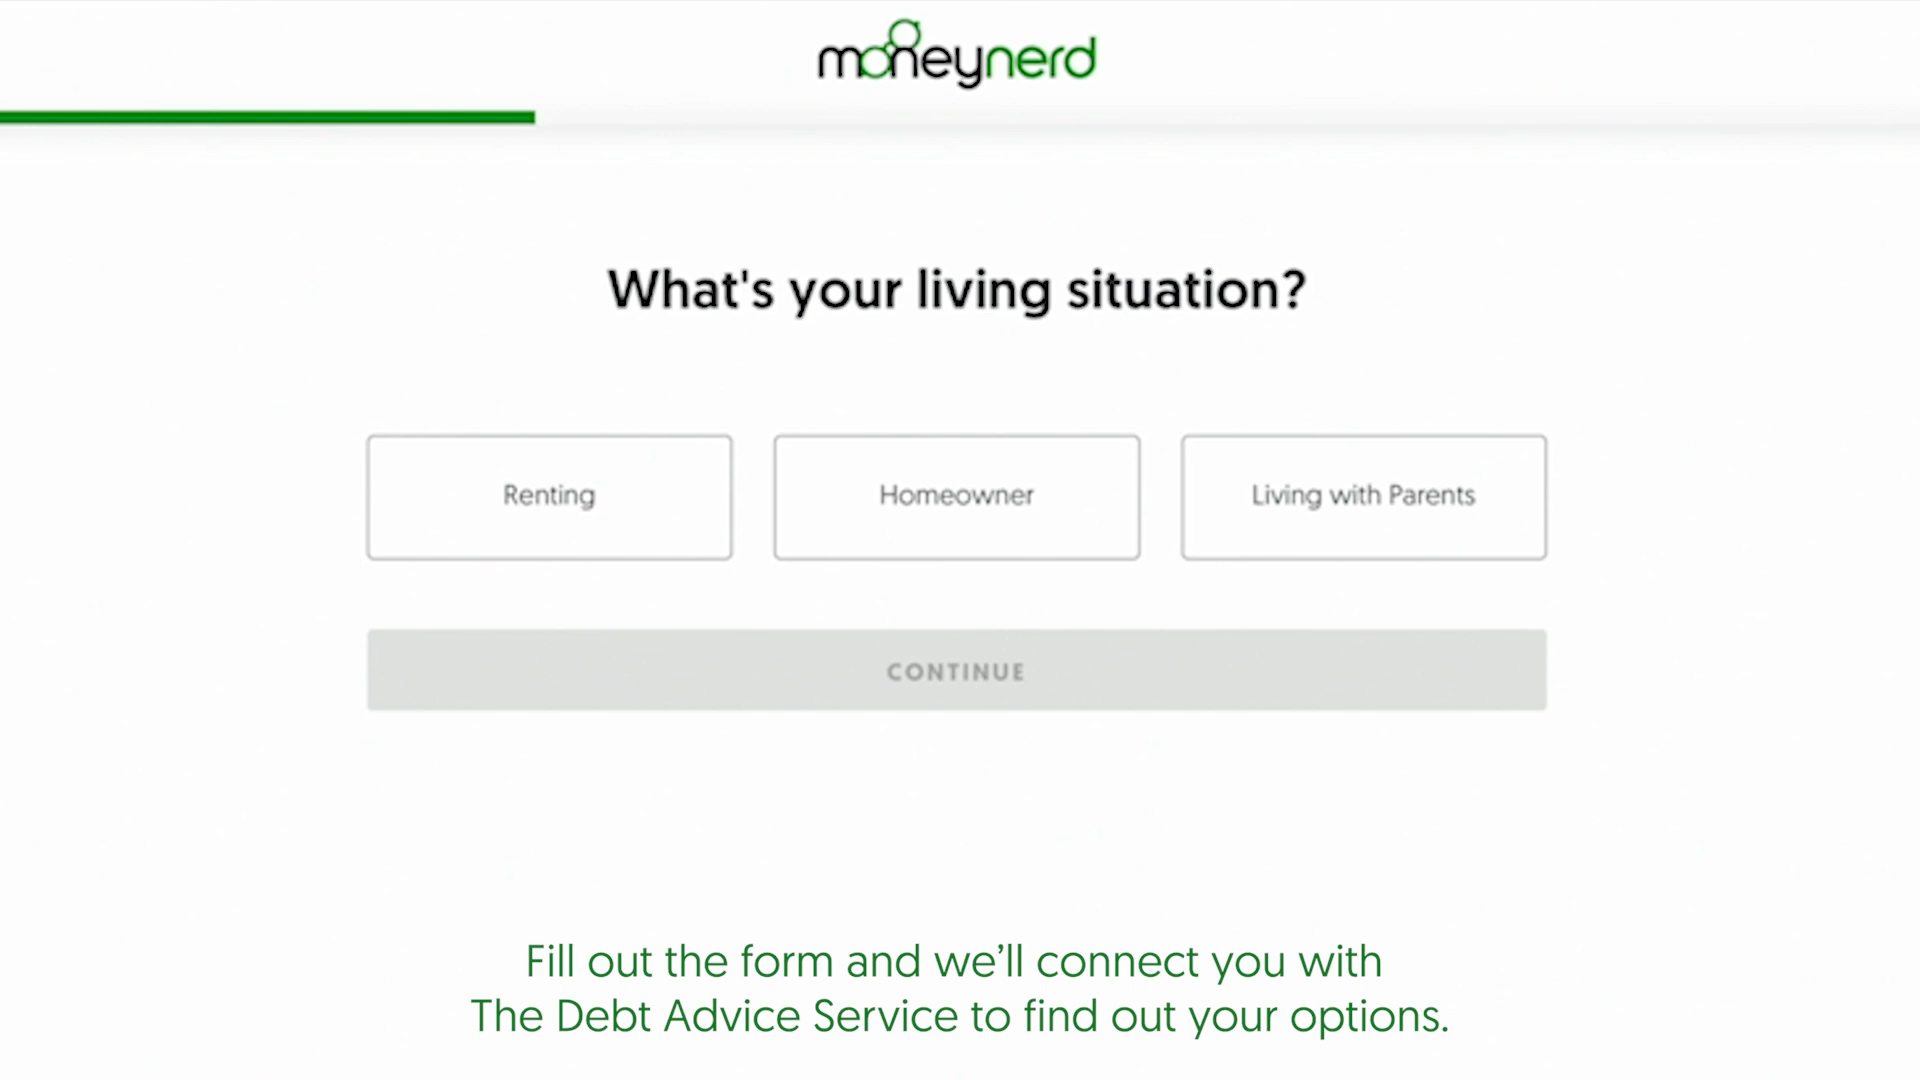 moneynerd
What's your living situation?
Renting
Homeowner
Living with Parents
CONTINUE
Fill out the form and we’ll connect you with
The Debt Advice Service to find out your options.